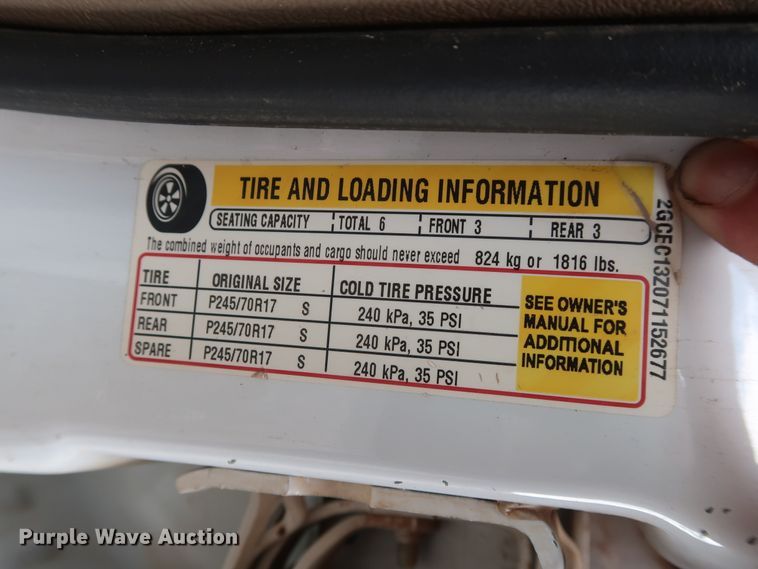 TIRE AND LOADING INFORMATION
SEATING CAPACITY TOTAL 6 FRONT 3 REAR 3
The combined weight of occupants and cargo should never exceed 824 kg or 1816 lbs.
TIRE ORIGINAL SIZE COLD TIRE PRESSURE
FRONT P245/70R17 S 240 kPa, 35 PSI
REAR P245/70R17 S 240 kPa, 35 PSI
SPARE P245/70R17 S 240 kPa, 35 PSI
SEE OWNER'S
MANUAL FOR
ADDITIONAL
INFORMATION
2GCEC13Z071152677
Purple Wave Auction